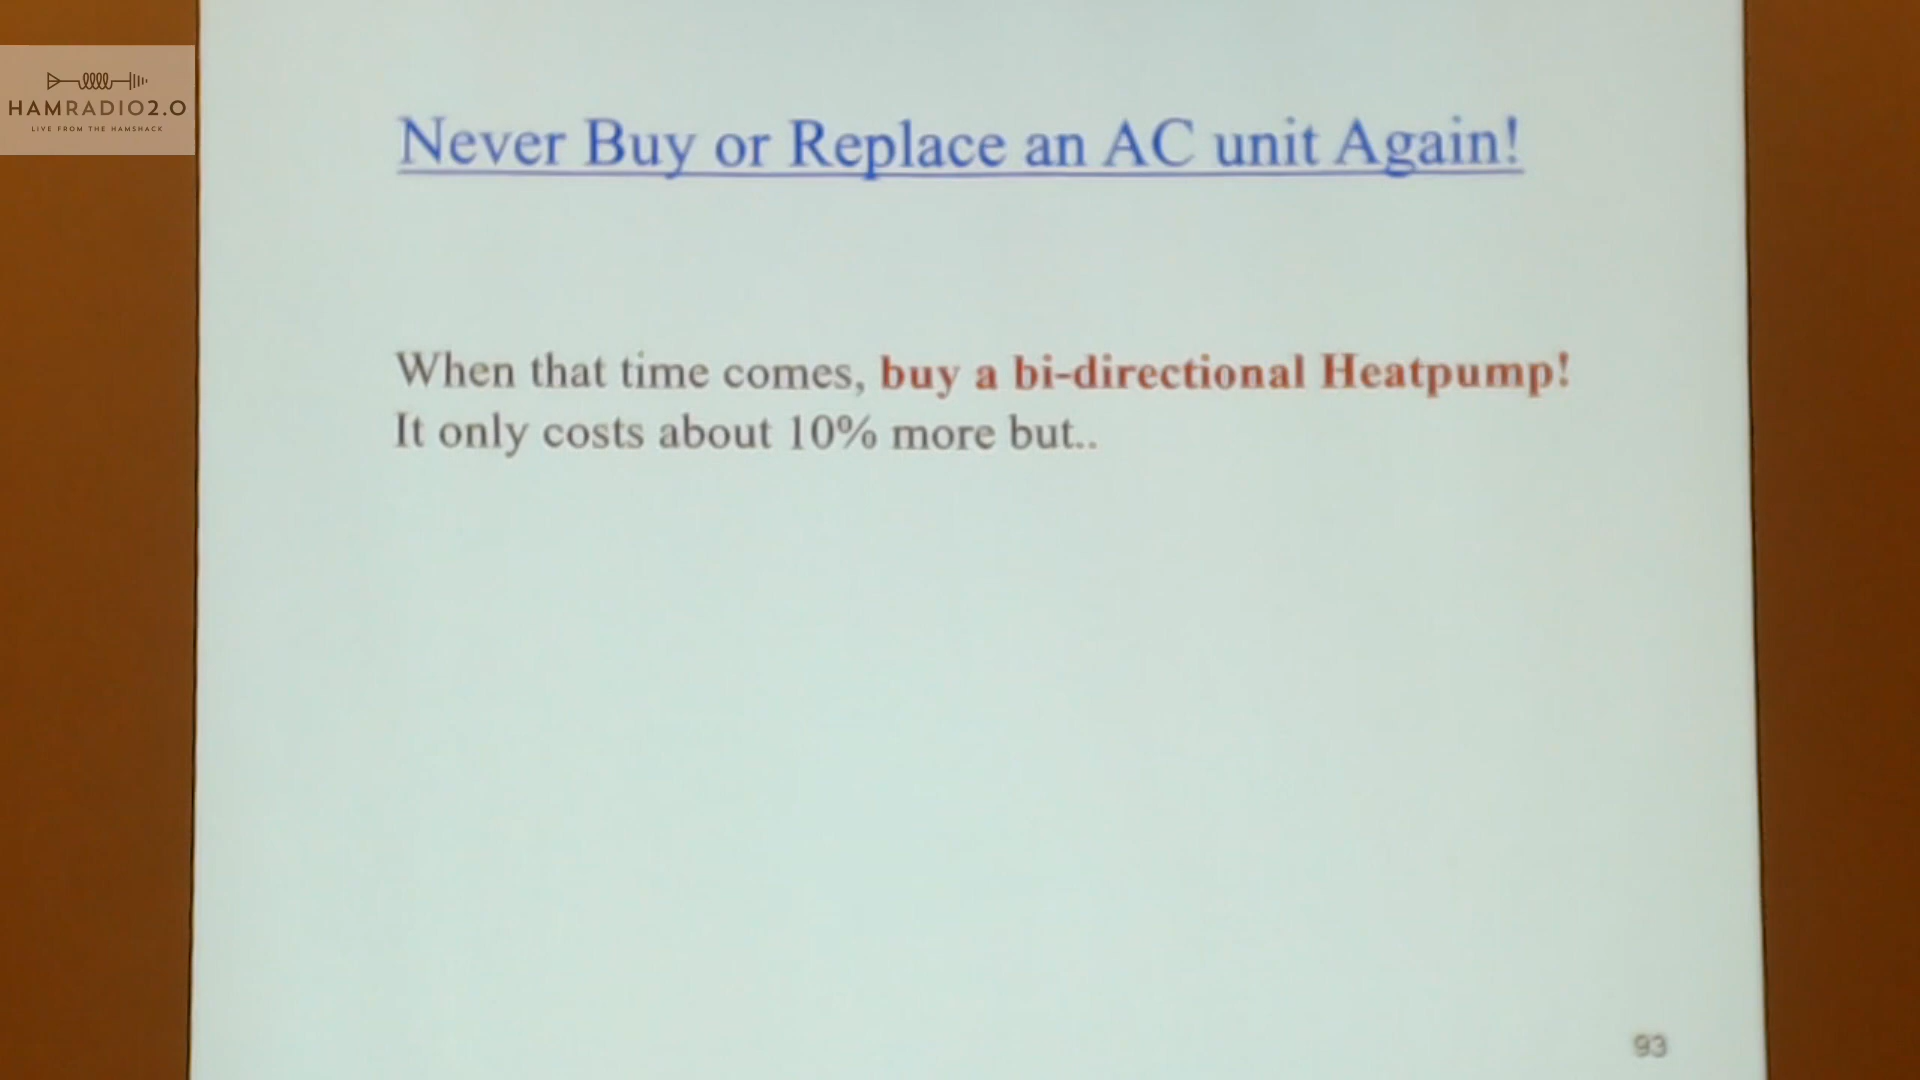 HAMRADIO2.0
LIVE FROM THE HAMSHACK
Never Buy or Replace an AC unit Again!
When that time comes, buy a bi-directional Heatpump!
It only costs about 10% more but..
93